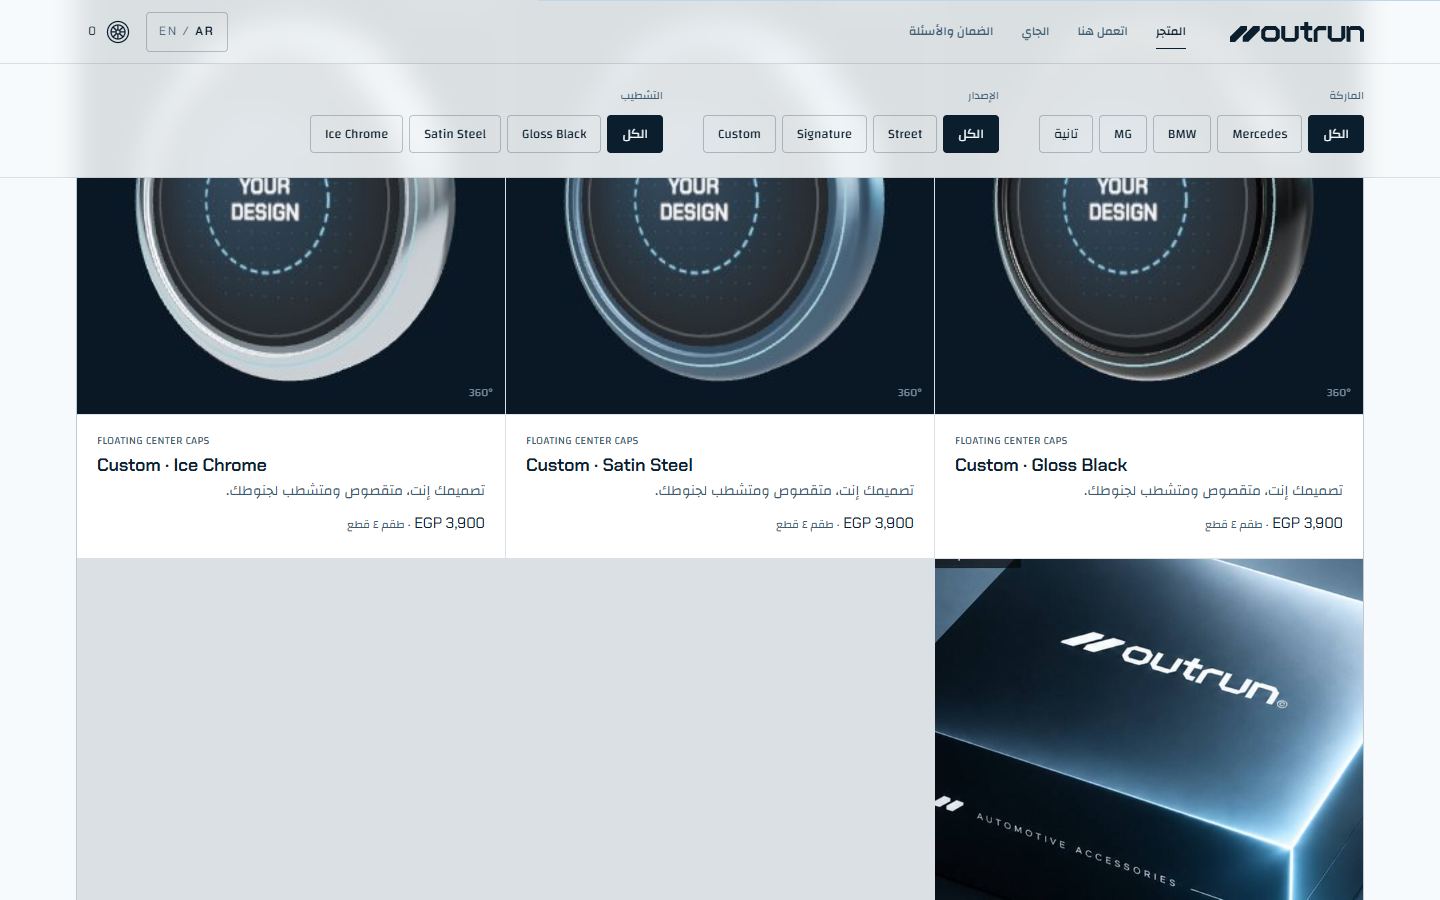 outrun
المتجر
اتعمل هنا
الجاي
الضمان والأسئلة
EN / AR
0
الماركة
الكل
Mercedes
BMW
MG
تانية
الإصدار
الكل
Street
Signature
Custom
التشطيب
الكل
Gloss Black
Satin Steel
Ice Chrome
YOUR
DESIGN
360°
YOUR
DESIGN
360°
YOUR
DESIGN
360°
FLOATING CENTER CAPS
Custom · Gloss Black
تصميمك إنت، متقصوص ومتشطب لجنوطك.
EGP 3,900 · طقم ٤ قطع
FLOATING CENTER CAPS
Custom · Satin Steel
تصميمك إنت، متقصوص ومتشطب لجنوطك.
EGP 3,900 · طقم ٤ قطع
FLOATING CENTER CAPS
Custom · Ice Chrome
تصميمك إنت، متقصوص ومتشطب لجنوطك.
EGP 3,900 · طقم ٤ قطع
outrun©
AUTOMOTIVE ACCESSORIES